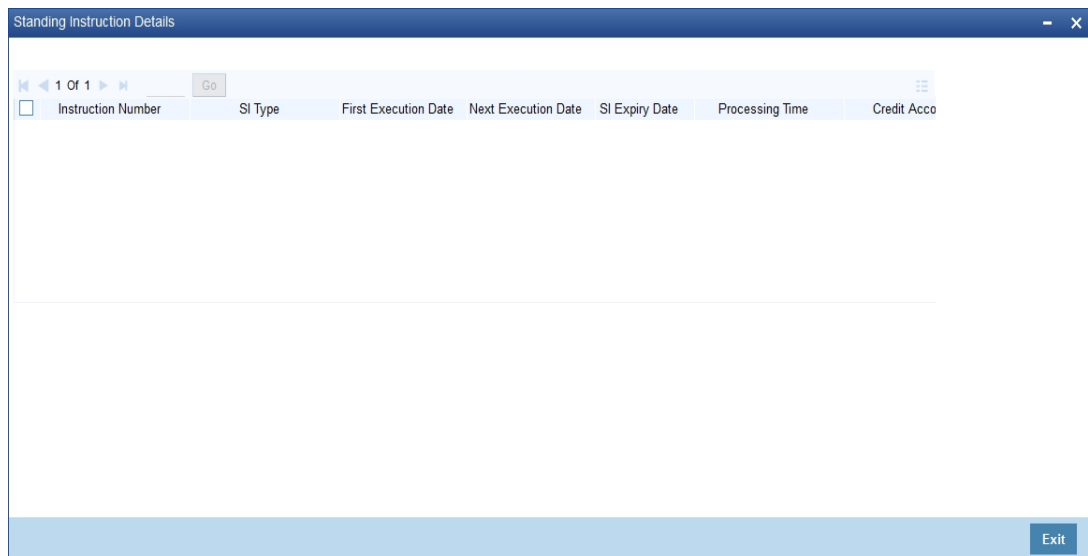 Standing Instruction Details
1 Of 1 Go
Instruction Number SI Type First Execution Date Next Execution Date SI Expiry Date Processing Time Credit Acco
Exit